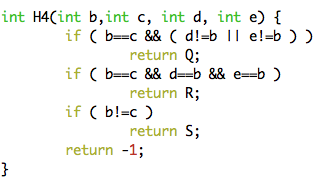 int H4(int b,int c, int d, int e) {
if ( b==c && ( d!=b || e!=b ) )
return Q;
if ( b==c && d==b && e==b )
return R;
if ( b!=c )
return S;
return -1;
}